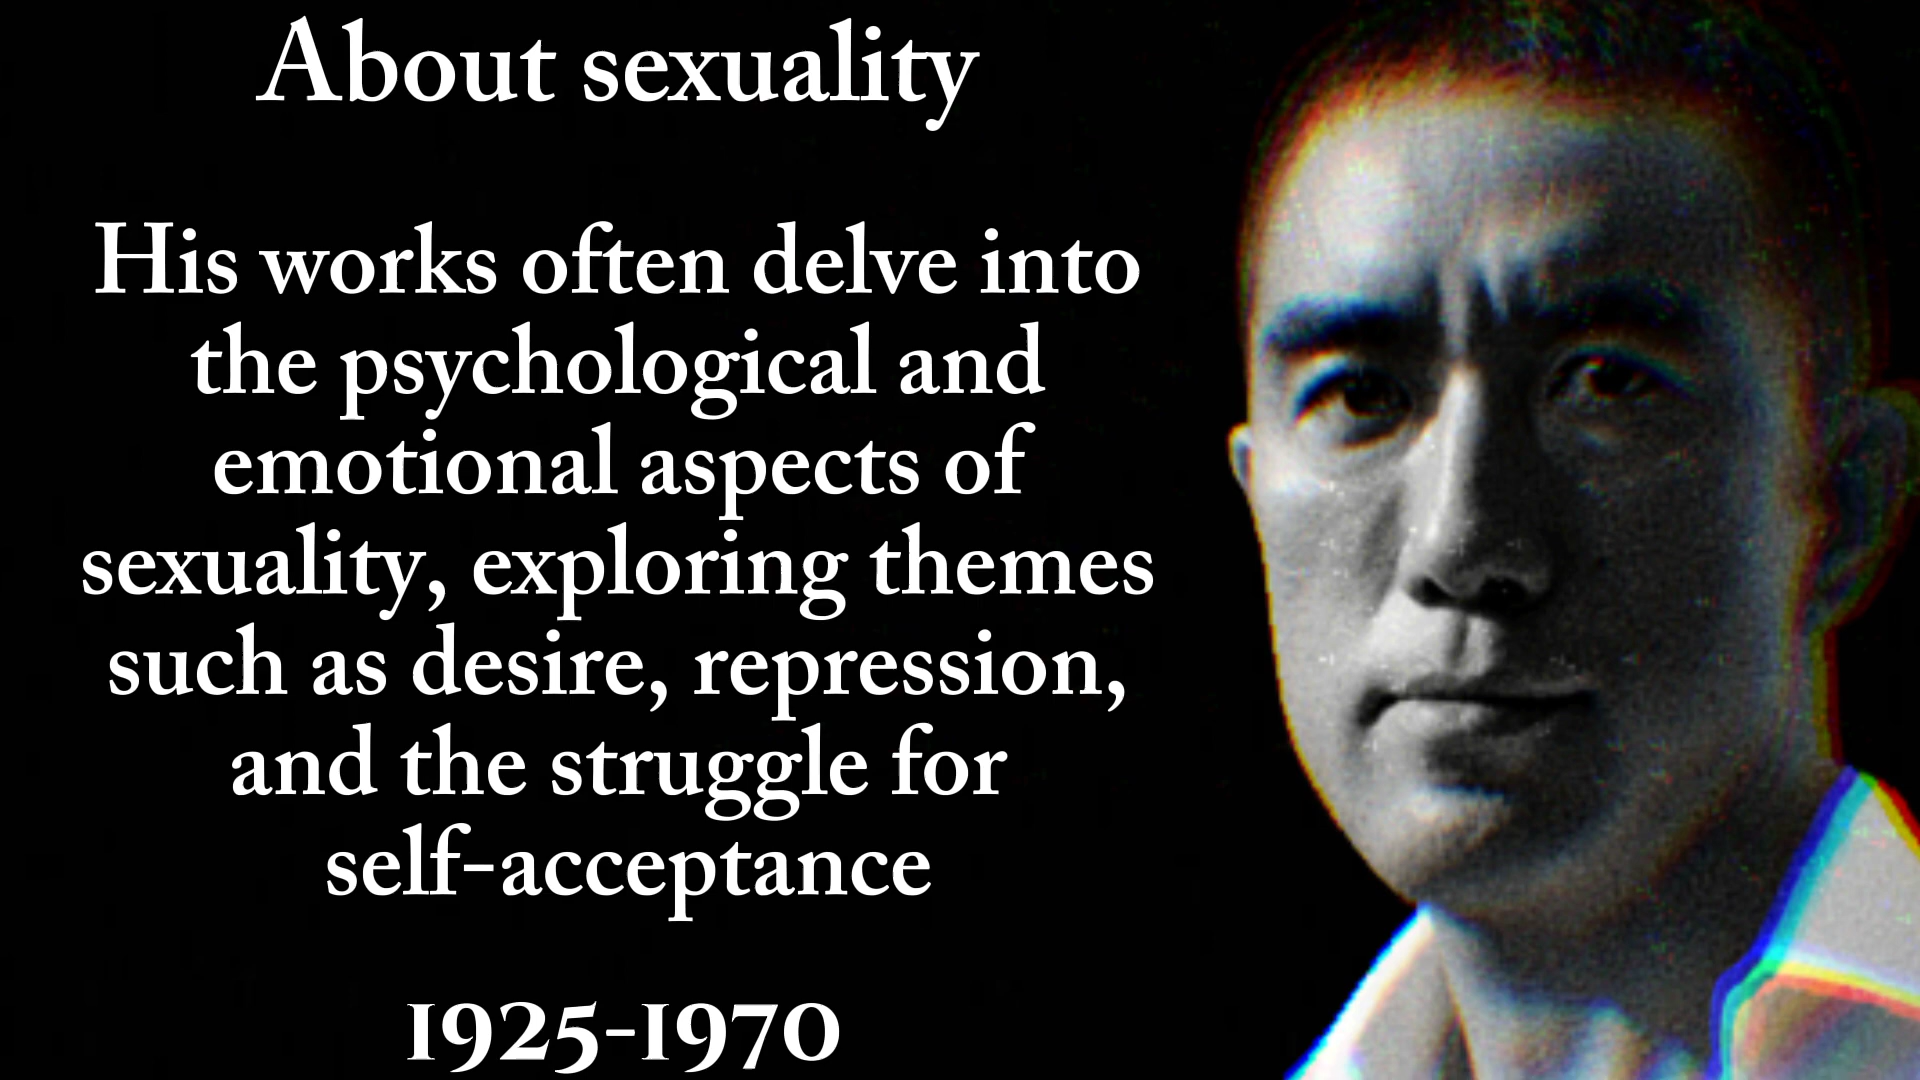 About sexuality
His works often delve into
the psychological and
emotional aspects of
sexuality, exploring themes
such as desire, repression,
and the struggle for
self-acceptance
1925-1970